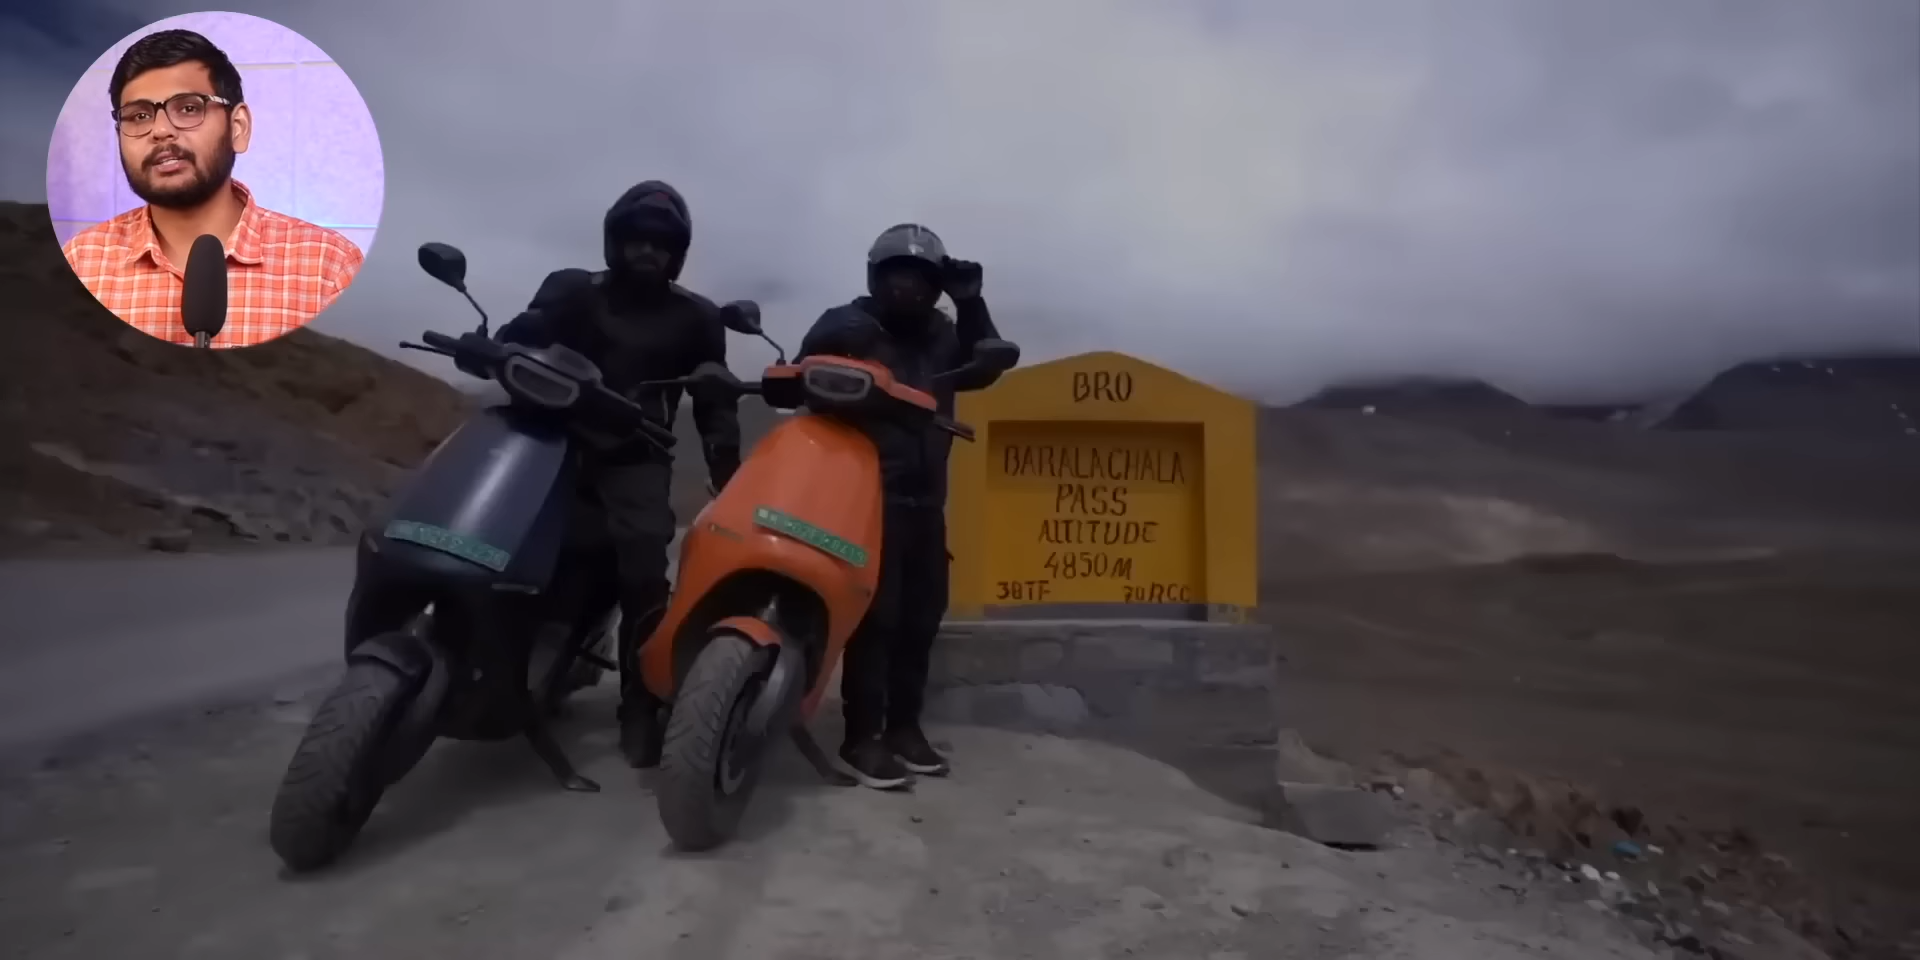 BRO
BARALACHALA
PASS
ALTITUDE
4850M
38TF 70RCC